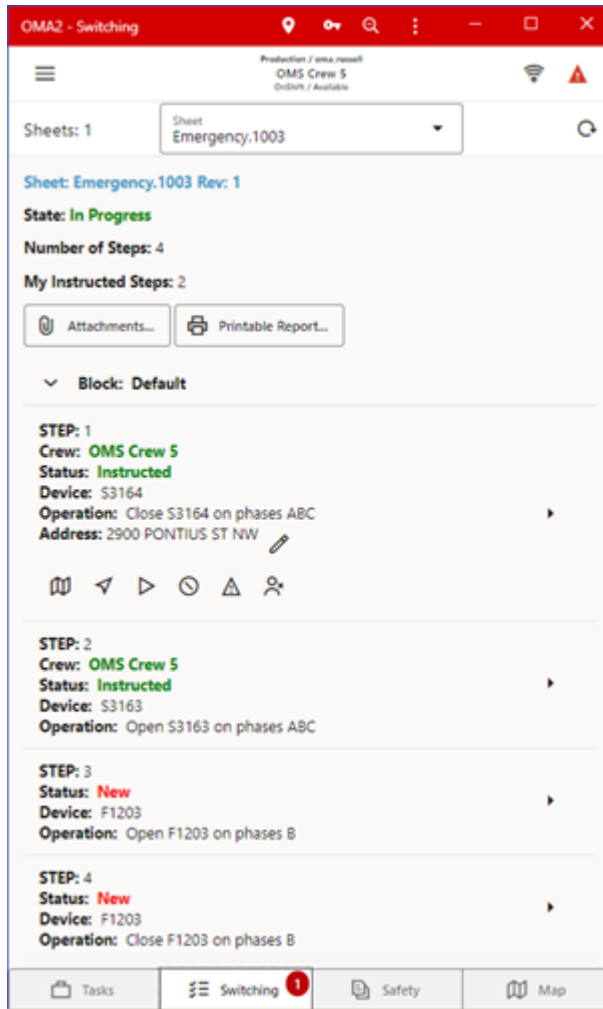 OMA2 - Switching
Production / oma.russell
OMS Crew 5
OnShift / Available
Sheets: 1
Sheet
Emergency.1003
Sheet: Emergency.1003 Rev: 1
State: In Progress
Number of Steps: 4
My Instructed Steps: 2
Attachments...
Printable Report...
Block: Default
STEP: 1
Crew: OMS Crew 5
Status: Instructed
Device: S3164
Operation: Close S3164 on phases ABC
Address: 2900 PONTIUS ST NW
STEP: 2
Crew: OMS Crew 5
Status: Instructed
Device: S3163
Operation: Open S3163 on phases ABC
STEP: 3
Status: New
Device: F1203
Operation: Open F1203 on phases B
STEP: 4
Status: New
Device: F1203
Operation: Close F1203 on phases B
Tasks
Switching 1
Safety
Map